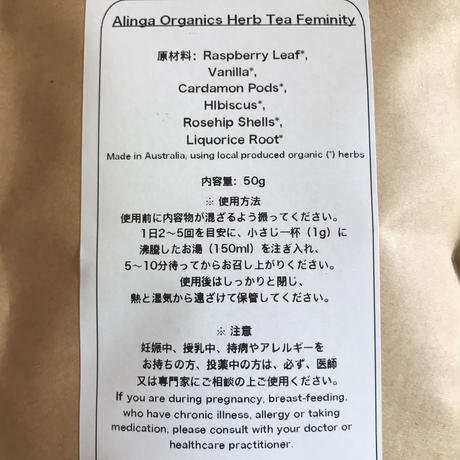 Alinga Organics Herb Tea Feminity
原材料：Raspberry Leaf*,
Vanilla*,
Cardamon Pods*,
HIbiscus*,
Rosehip Shells*,
Liquorice Root*
Made in Australia, using local produced organic (*) herbs
内容量：50g
※ 使用方法
使用前に内容物が混ざるよう振ってください。
1日2〜5回を目安に、小さじ一杯（1g）に
沸騰したお湯（150ml）を注ぎ入れ、
5〜10分待ってからお召し上がりください。
使用後はしっかりと閉じ、
熱と湿気から遠ざけて保管してください。
※ 注意
妊娠中、授乳中、持病やアレルギーを
お持ちの方、投薬中の方は、必ず、医師
又は専門家にご相談の上ご使用ください。
If you are during pregnancy, breast-feeding,
who have chronic illness, allergy or taking
medication, please consult with your doctor or
healthcare practitioner.